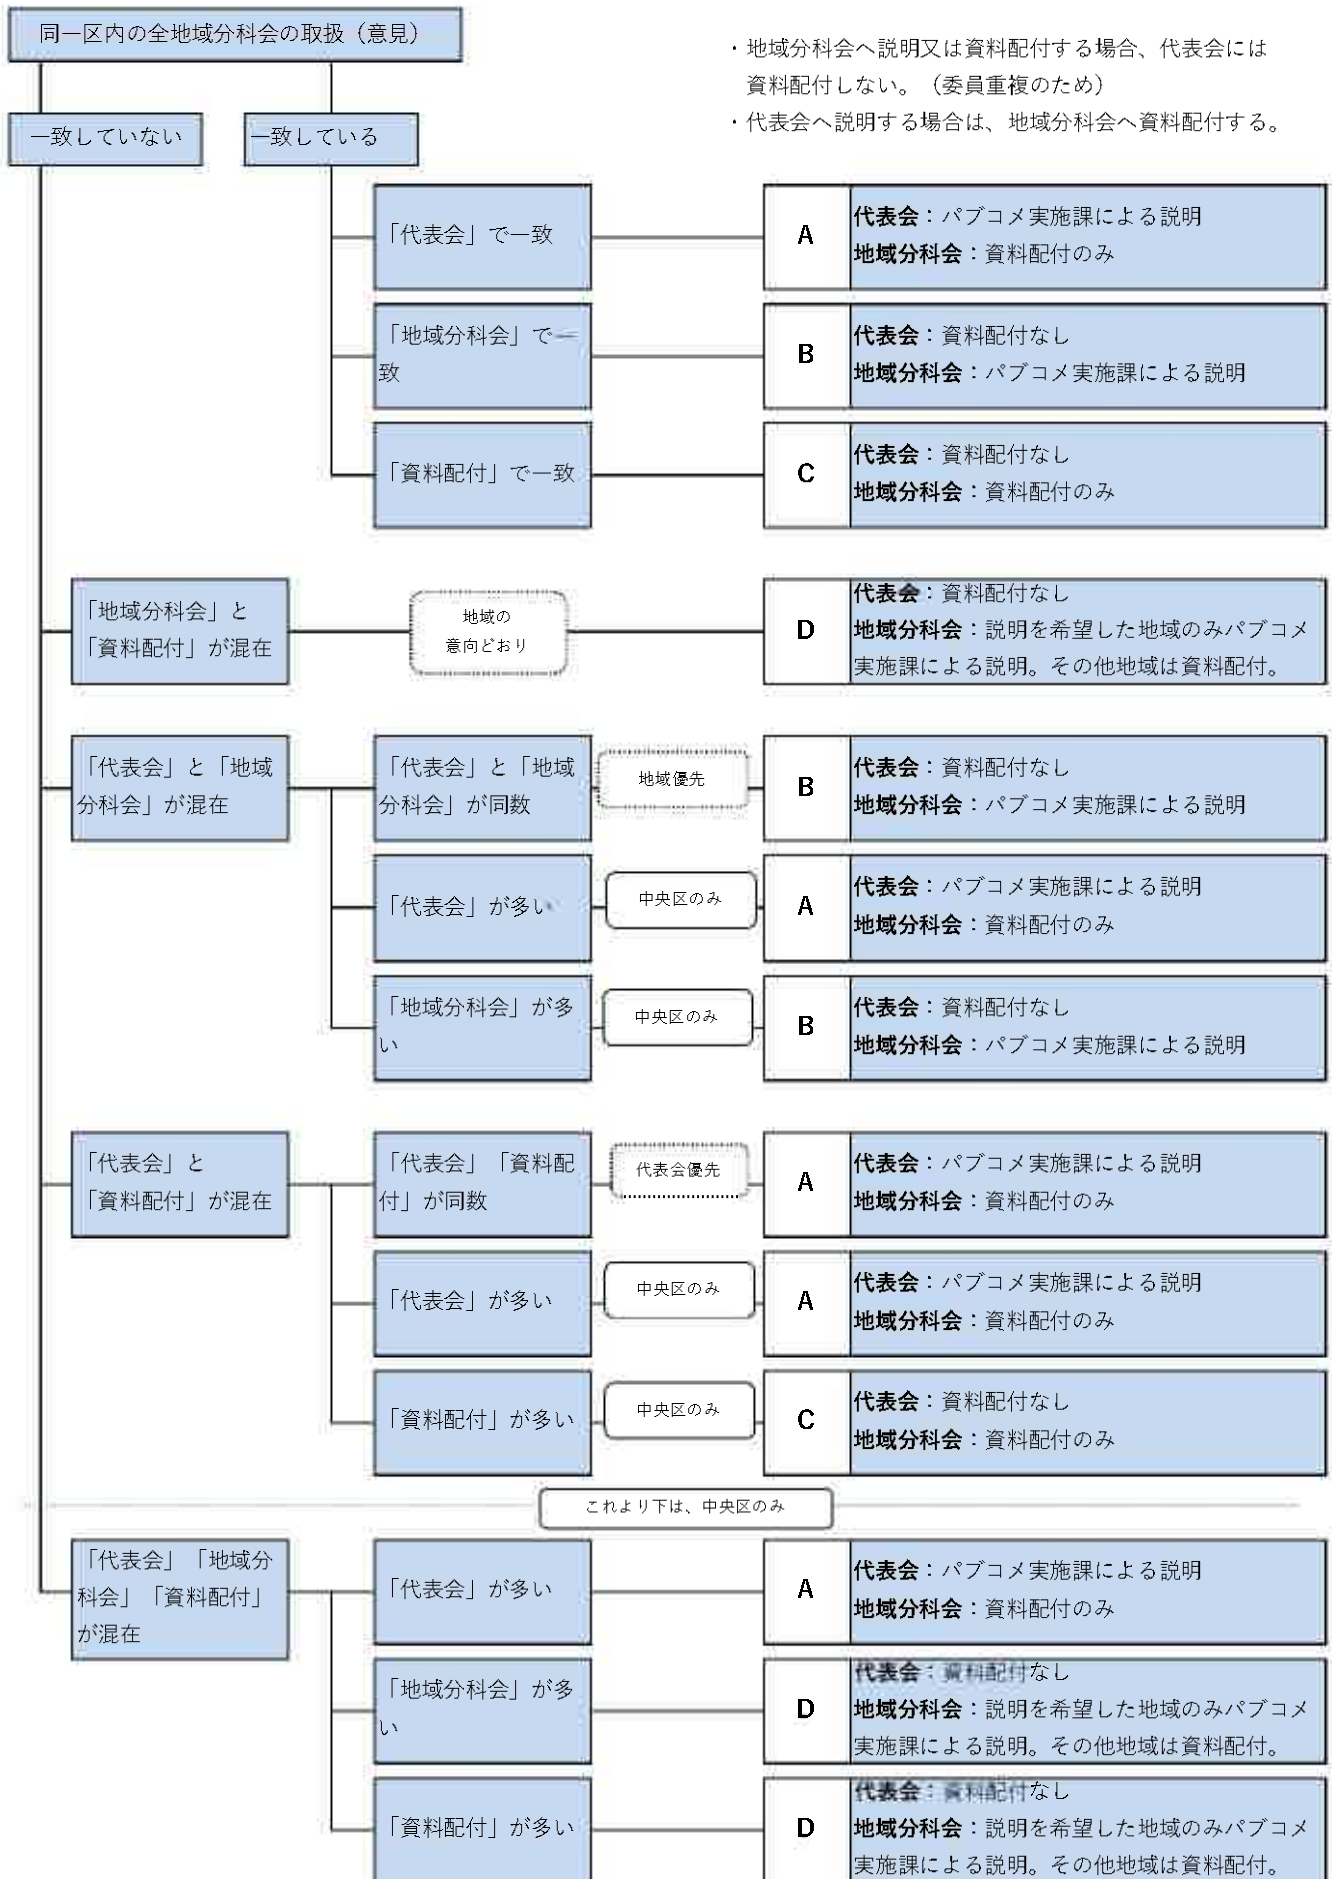 同一区内の全地域分科会の取扱（意見）
・地域分科会へ説明又は資料配付する場合、代表会には
資料配付しない。（委員重複のため）
・代表会へ説明する場合は、地域分科会へ資料配付する。
一致していない
一致している
「代表会」で一致
A
代表会：パブコメ実施課による説明
地域分科会：資料配付のみ
「地域分科会」で一
致
B
代表会：資料配付なし
地域分科会：パブコメ実施課による説明
「資料配付」で一致
C
代表会：資料配付なし
地域分科会：資料配付のみ
「地域分科会」と
「資料配付」が混在
地域の
意向どおり
D
代表会：資料配付なし
地域分科会：説明を希望した地域のみパブコメ
実施課による説明。その他地域は資料配付。
「代表会」と「地域
分科会」が混在
「代表会」と「地域
分科会」が同数
地域優先
B
代表会：資料配付なし
地域分科会：パブコメ実施課による説明
「代表会」が多い
中央区のみ
A
代表会：パブコメ実施課による説明
地域分科会：資料配付のみ
「地域分科会」が多
い
中央区のみ
B
代表会：資料配付なし
地域分科会：パブコメ実施課による説明
「代表会」と
「資料配付」が混在
「代表会」「資料配
付」が同数
代表会優先
A
代表会：パブコメ実施課による説明
地域分科会：資料配付のみ
「代表会」が多い
中央区のみ
A
代表会：パブコメ実施課による説明
地域分科会：資料配付のみ
「資料配付」が多い
中央区のみ
C
代表会：資料配付なし
地域分科会：資料配付のみ
これより下は、中央区のみ
「代表会」「地域分
科会」「資料配付」
が混在
「代表会」が多い
A
代表会：パブコメ実施課による説明
地域分科会：資料配付のみ
「地域分科会」が多
い
D
代表会：資料配付なし
地域分科会：説明を希望した地域のみパブコメ
実施課による説明。その他地域は資料配付。
「資料配付」が多い
D
代表会：資料配付なし
地域分科会：説明を希望した地域のみパブコメ
実施課による説明。その他地域は資料配付。